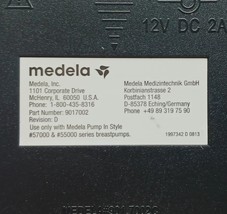 12V DC 2A
medela
Medela, Inc.
1101 Corporate Drive
McHenry, IL 60050 U.S.A.
Phone: 1-800-435-8316
Part Number: 9017002
Revision: D
Use only with Medela Pump In Style
#57000 & #55000 series breastpumps.
Medela Medizintechnik GmbH
Korbinianstrasse 2
Postfach 1148
D-85378 Eching/Germany
Phone +49 89 319 75 90
1997342 D 0813